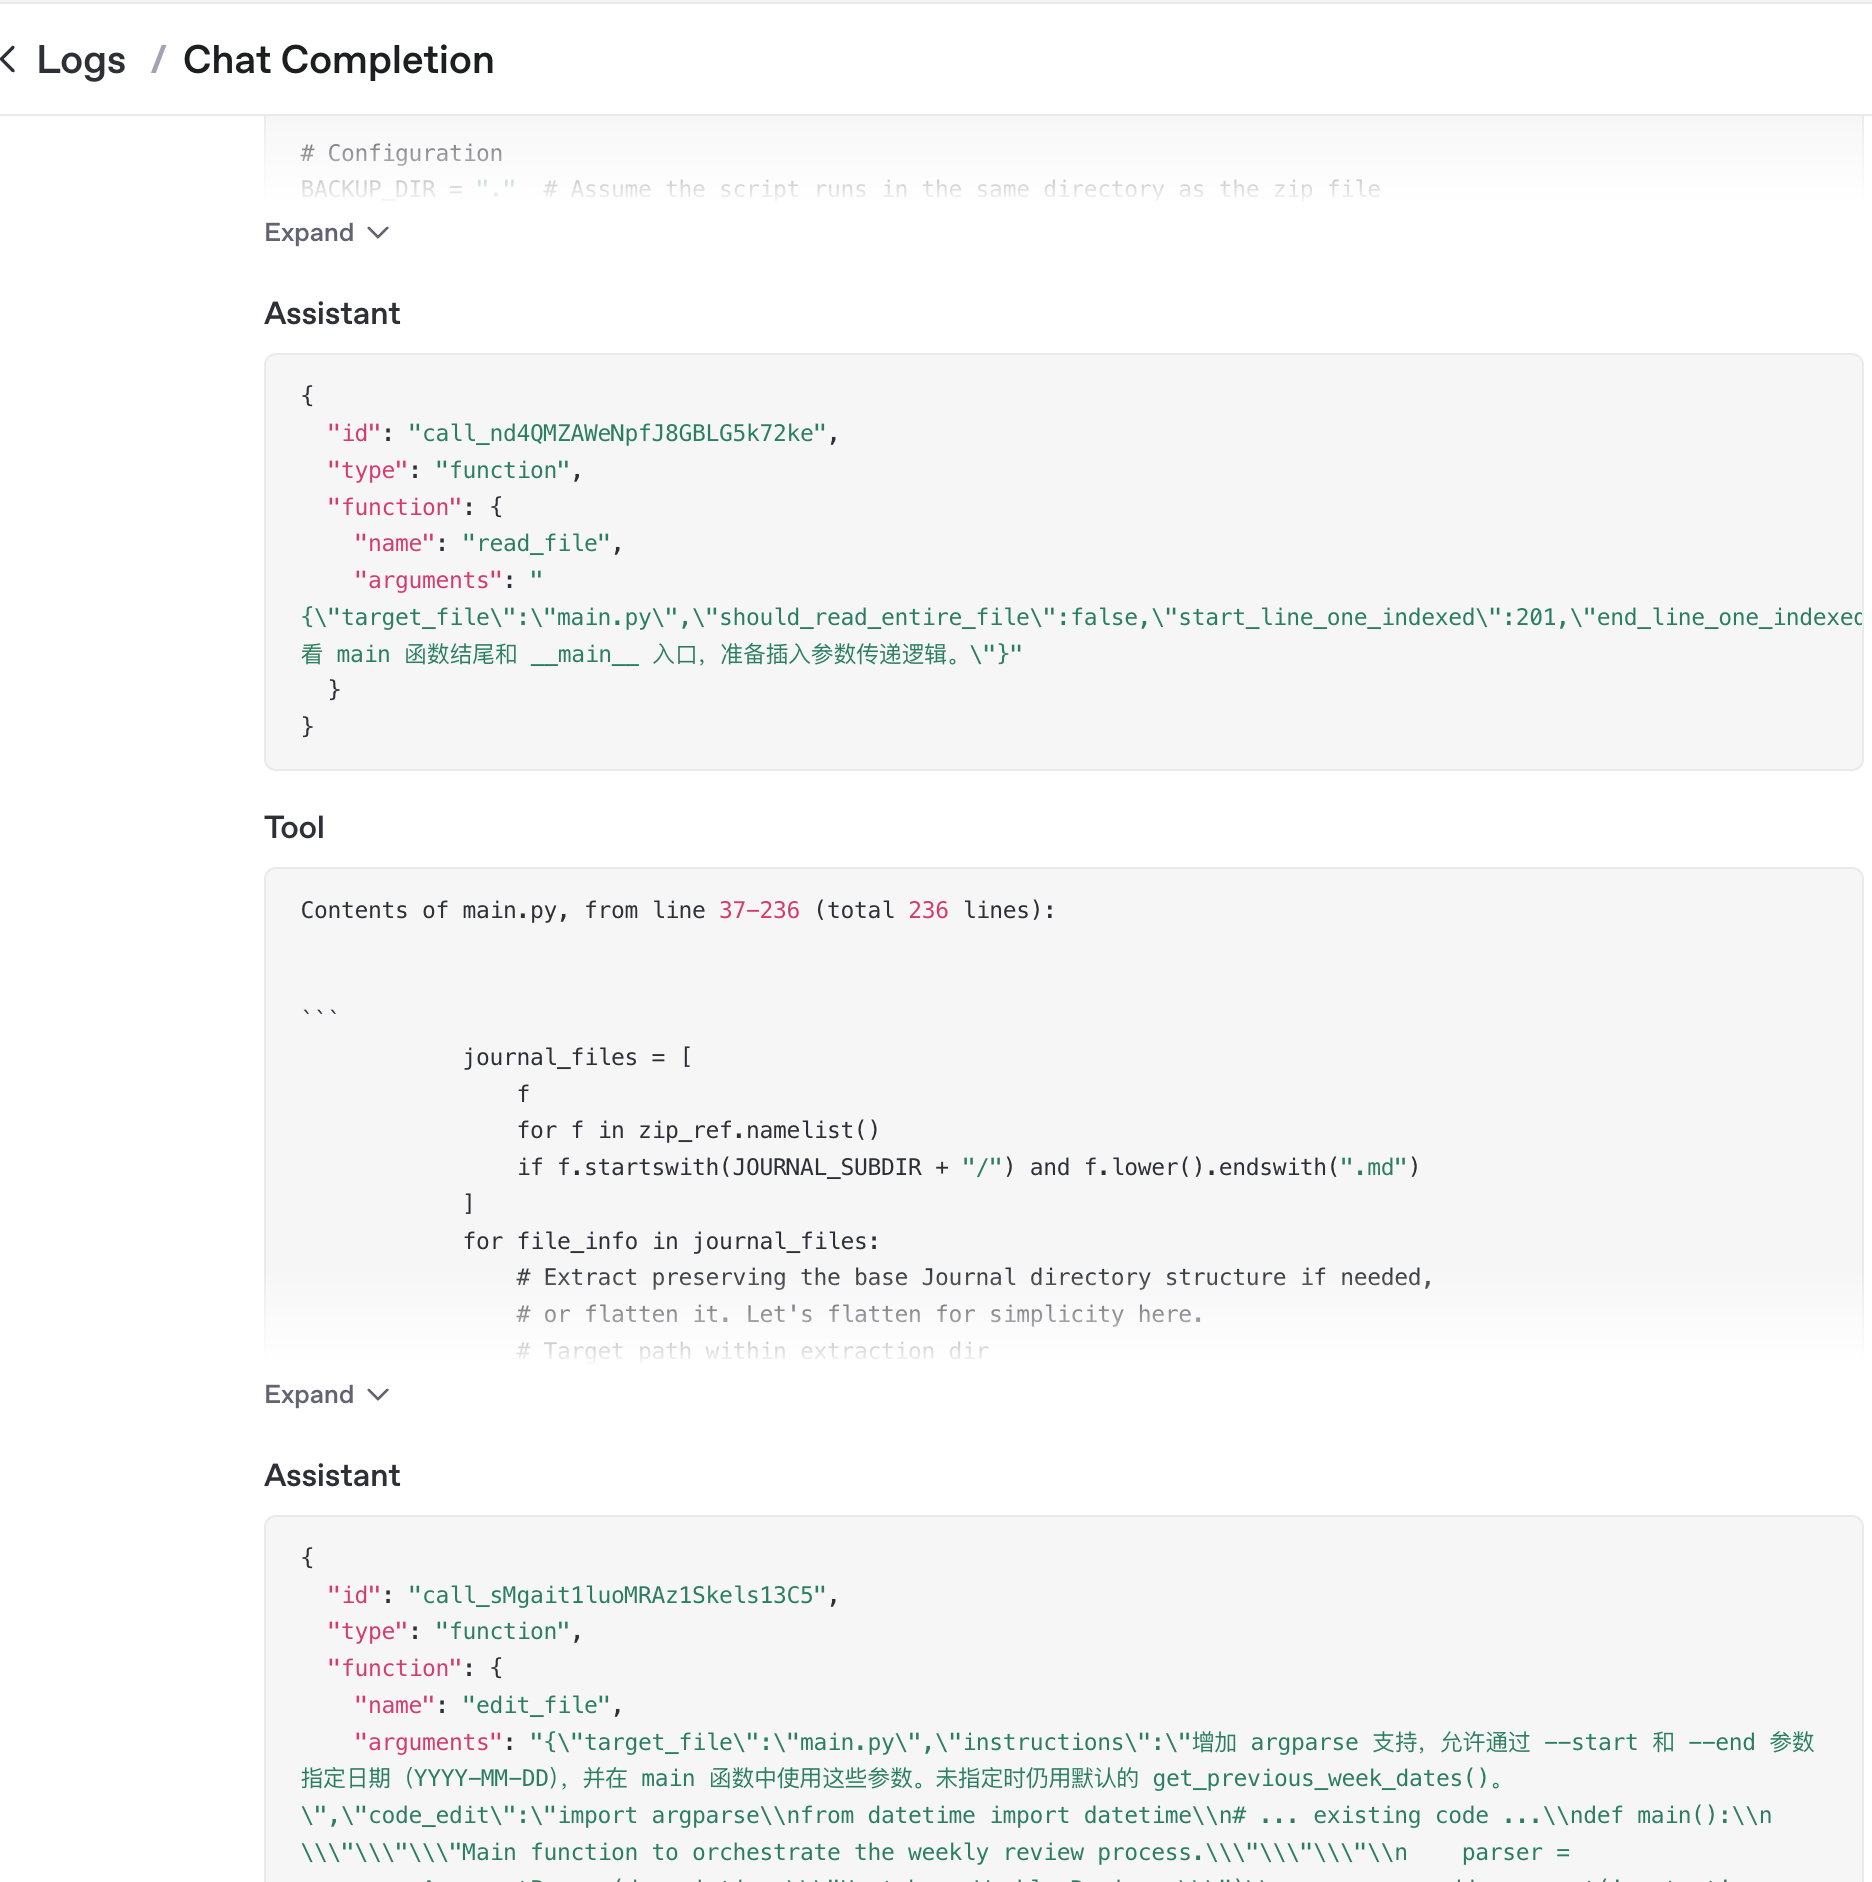 Logs / Chat Completion
# Configuration
BACKUP_DIR = "."  # Assume the script runs in the same directory as the zip file
Expand
Assistant
{
  "id": "call_nd4QMZAWeNpfJ8GBLG5k72ke",
  "type": "function",
  "function": {
    "name": "read_file",
    "arguments": "
{\"target_file\":\"main.py\",\"should_read_entire_file\":false,\"start_line_one_indexed\":201,\"end_line_one_indexed
看 main 函数结尾和 __main__ 入口，准备插入参数传递逻辑。\"}"
  }
}
Tool
Contents of main.py, from line 37-236 (total 236 lines):
```
            journal_files = [
                f
                for f in zip_ref.namelist()
                if f.startswith(JOURNAL_SUBDIR + "/") and f.lower().endswith(".md")
            ]
            for file_info in journal_files:
                # Extract preserving the base Journal directory structure if needed,
                # or flatten it. Let's flatten for simplicity here.
                # Target path within extraction dir
Expand
Assistant
{
  "id": "call_sMgait1luoMRAz1Skels13C5",
  "type": "function",
  "function": {
    "name": "edit_file",
    "arguments": "{\"target_file\":\"main.py\",\"instructions\":\"增加 argparse 支持，允许通过 --start 和 --end 参数
指定日期（YYYY-MM-DD），并在 main 函数中使用这些参数。未指定时仍用默认的 get_previous_week_dates()。
\",\"code_edit\":\"import argparse\\nfrom datetime import datetime\\n# ... existing code ...\\ndef main():\\n
\\\"\\\"\\\"Main function to orchestrate the weekly review process.\\\"\\\"\\\"\\n    parser =